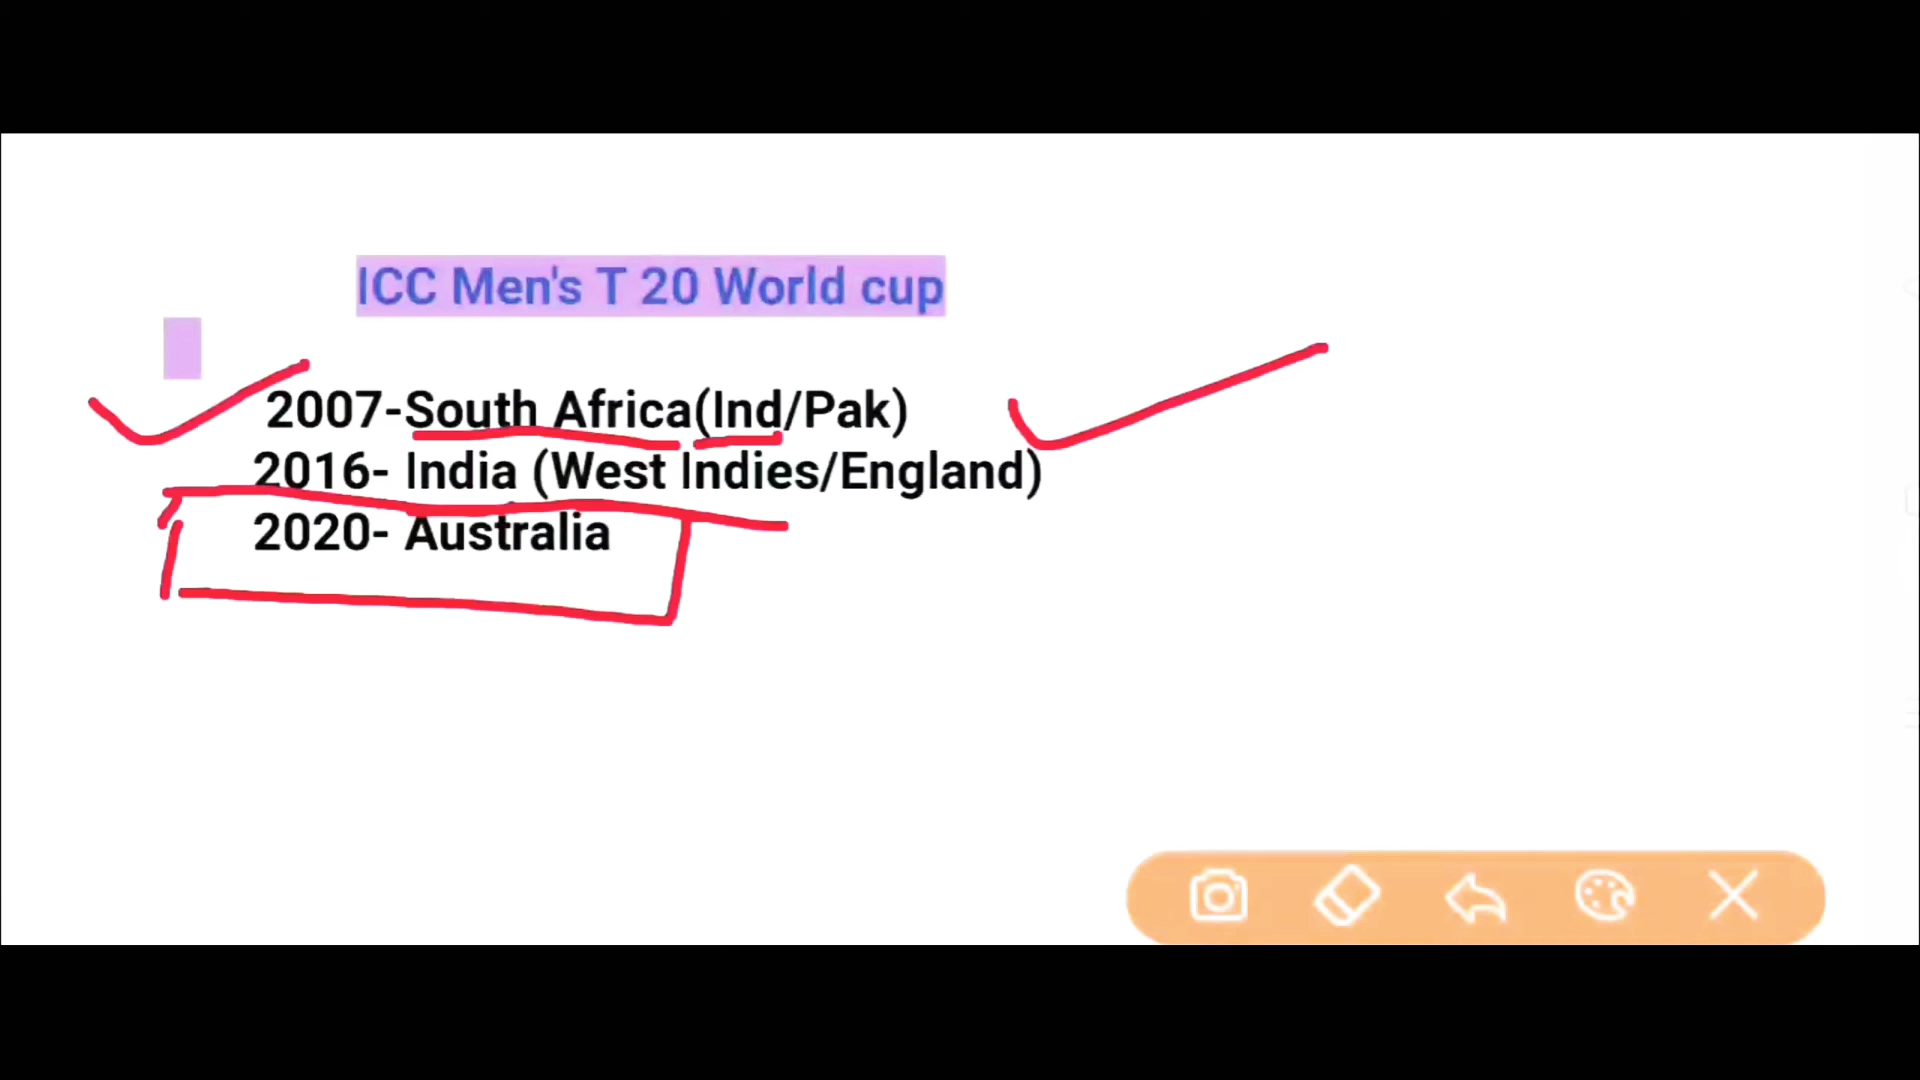 ICC Men's T 20 World cup
2007-South Africa(Ind/Pak)
2016- India (West Indies/England)
2020- Australia